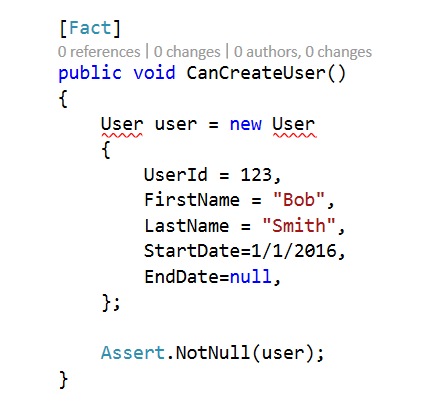 [Fact]
0 references | 0 changes | 0 authors, 0 changes
public void CanCreateUser()
{
    User user = new User
    {
        UserId = 123,
        FirstName = "Bob",
        LastName = "Smith",
        StartDate=1/1/2016,
        EndDate=null,
    };

    Assert.NotNull(user);
}